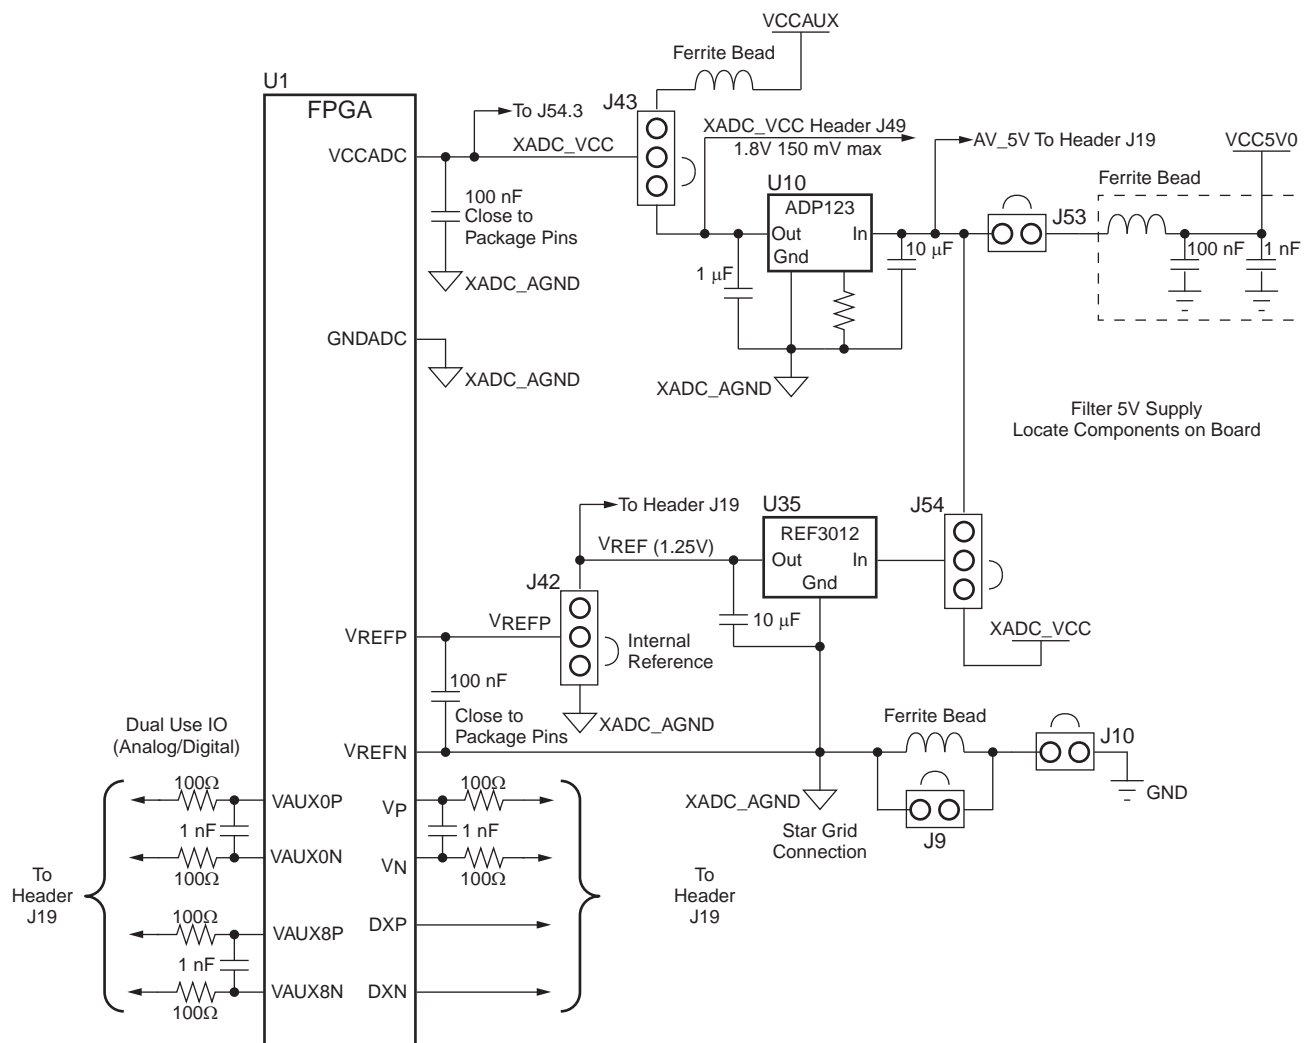 VCCAUX
Ferrite Bead
U1
FPGA
J43
To J54.3
XADC_VCC Header J49
1.8V 150 mV max
AV_5V To Header J19
VCC5V0
VCCADC
XADC_VCC
Ferrite Bead
U10
ADP123
J53
100 nF
Close to
Package Pins
Out
In
Gnd
10 µF
100 nF
1 nF
1 µF
XADC_AGND
GNDADC
XADC_AGND
XADC_AGND
Filter 5V Supply
Locate Components on Board
To Header J19
U35
J54
REF3012
VREF (1.25V)
Out
In
Gnd
J42
10 µF
VREFP
VREFP
Internal
Reference
XADC_VCC
100 nF
Close to
Package Pins
XADC_AGND
Dual Use IO
(Analog/Digital)
VREFN
Ferrite Bead
J10
GND
100Ω
VAUX0P
VP
100Ω
XADC_AGND
1 nF
1 nF
Star Grid
Connection
J9
VAUX0N
VN
100Ω
100Ω
To
Header
J19
To
Header
J19
100Ω
VAUX8P
DXP
1 nF
VAUX8N
DXN
100Ω